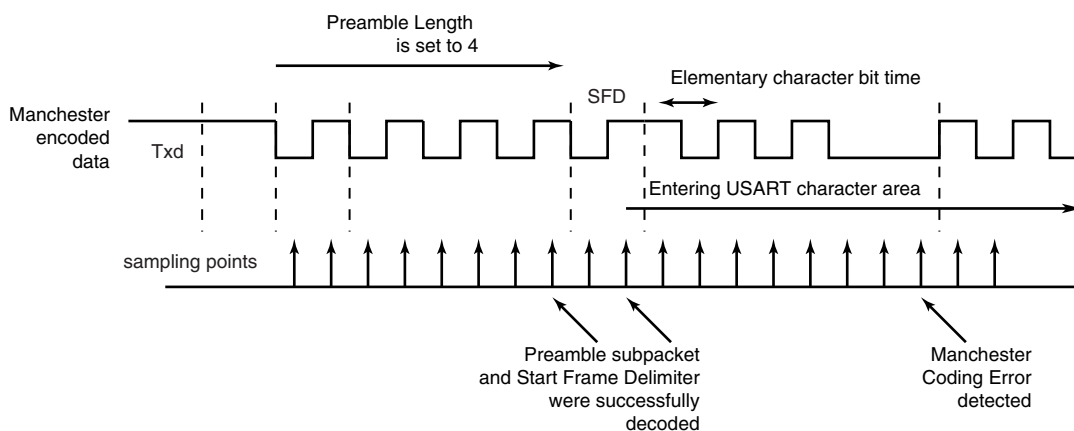 Preamble Length
is set to 4
Elementary character bit time
SFD
Manchester
encoded
data
Txd
Entering USART character area
sampling points
Preamble subpacket
and Start Frame Delimiter
were successfully
decoded
Manchester
Coding Error
detected